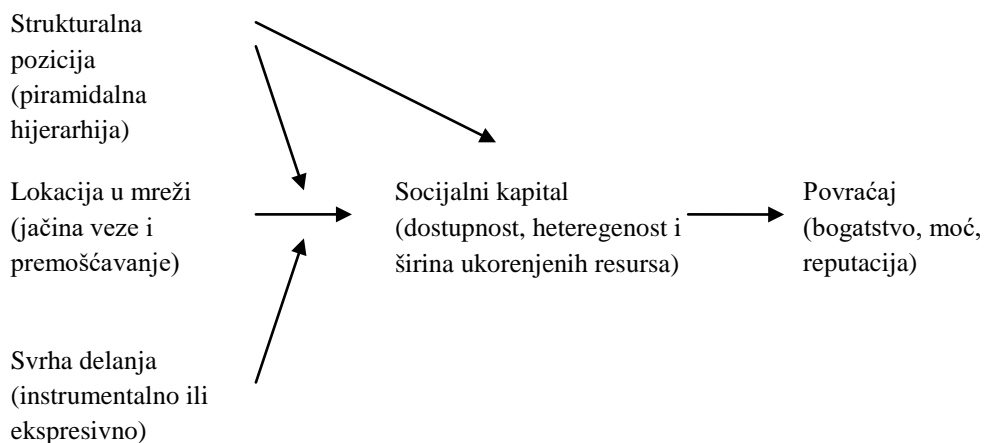 Strukturalna
pozicija
(piramidalna
hijerarhija)
Lokacija u mreži
(jačina veze i
premošćavanje)
Socijalni kapital
(dostupnost, heteregenost i
širina ukorenjenih resursa)
Povraćaj
(bogatstvo, moć,
reputacija)
Svrha delanja
(instrumentalno ili
ekspresivno)